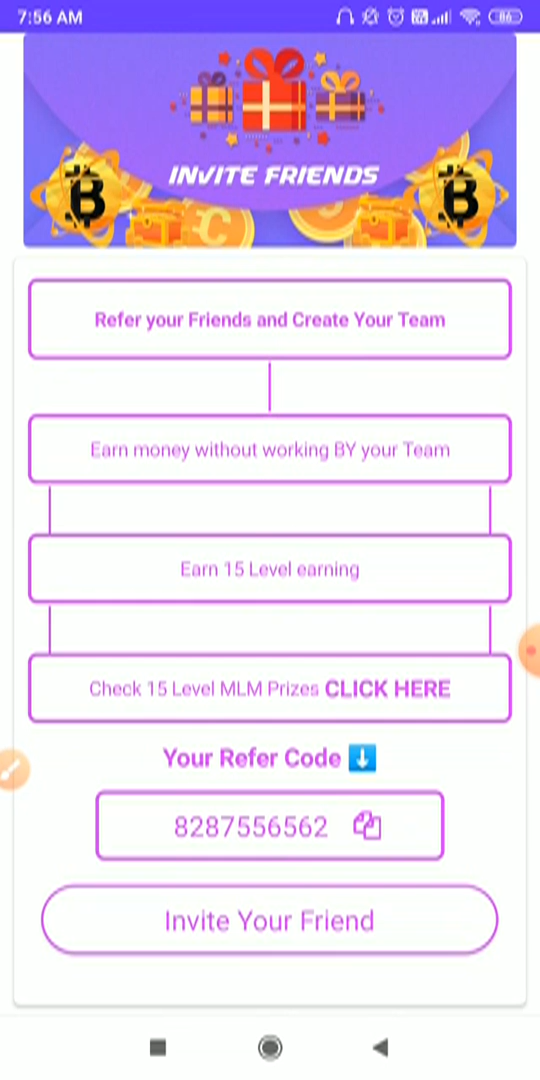 7:56 AM
86
INVITE FRIENDS
Refer your Friends and Create Your Team
Earn money without working BY your Team
Earn 15 Level earning
Check 15 Level MLM Prizes CLICK HERE
Your Refer Code ⬇️
8287556562
Invite Your Friend